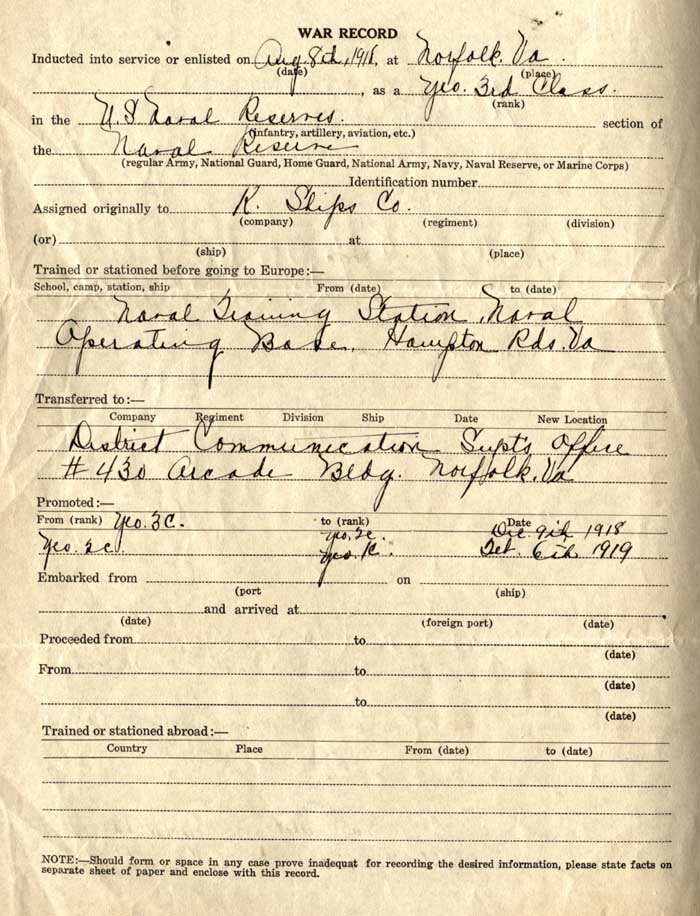 WAR RECORD
Inducted into service or enlisted on Aug. 8th, 1918, at Norfolk. Va.
(date) (place)
, as a Yeo. 3rd Class.
(rank)
in the U.S Naval Reserves. section of
(infantry, artillery, aviation, etc.)
the Naval Reserve
(regular Army, National Guard, Home Guard, National Army, Navy, Naval Reserve, or Marine Corps)
Identification number
Assigned originally to K. Ships Co.
(company) (regiment) (division)
(or) at
(ship) (place)
Trained or stationed before going to Europe:—
School, camp, station, ship From (date) to (date)
Naval Training Station, Naval
Operating Base, Hampton Rds. Va
Transferred to:—
Company Regiment Division Ship Date New Location
District Communication Supt's Office
#430 Arcade Bldg. Norfolk, Va
Promoted:—
From (rank) Yeo. 3c. to (rank) Yeo. 2c. Date Dec. 9th 1918
Yeo. 2c. Yeo. 1c. 6th 1919
Embarked from on
(port (ship)
and arrived at
(date) (foreign port) (date)
Proceeded from to
(date)
From to
(date)
to
(date)
Trained or stationed abroad:—
Country Place From (date) to (date)
NOTE:—Should form or space in any case prove inadequat for recording the desired information, please state facts on
separate sheet of paper and enclose with this record.